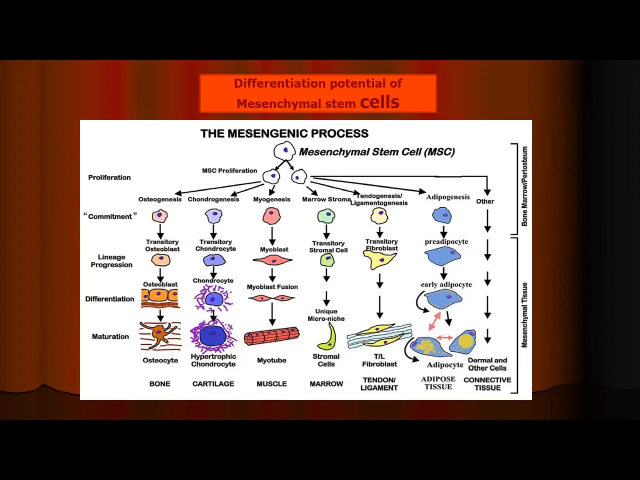 Differentiation potential of
Mesenchymal stem cells
THE MESENGENIC PROCESS
Mesenchymal Stem Cell (MSC)
MSC Proliferation
Proliferation
Osteogenesis Chondrogenesis Myogenesis Marrow Stroma Tendogenesis/ Ligamentogenesis Adipogenesis Other
"Commitment"
Transitory Osteoblast Transitory Chondrocyte Myoblast Transitory Stromal Cell Transitory Fibroblast preadipocyte
Lineage Progression
Osteoblast Chondrocyte Myoblast Fusion early adipocyte
Differentiation
Unique Micro-niche
Maturation
Osteocyte Hypertrophic Chondrocyte Myotube Stromal Cells T/L Fibroblast Adipocyte Dermal and Other Cells
BONE CARTILAGE MUSCLE MARROW TENDON/ LIGAMENT ADIPOSE TISSUE CONNECTIVE TISSUE
Bone Marrow/Periosteum
Mesenchymal Tissue